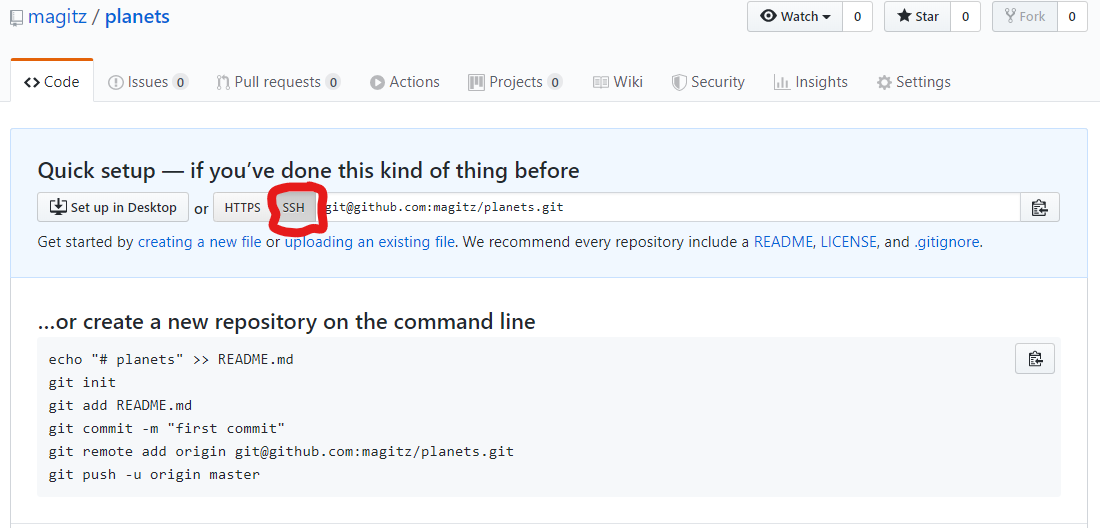 magitz / planets
Watch 0 Star 0 Fork 0
Code Issues 0 Pull requests 0 Actions Projects 0 Wiki Security Insights Settings
Quick setup — if you’ve done this kind of thing before
Set up in Desktop or HTTPS SSH git@github.com:magitz/planets.git
Get started by creating a new file or uploading an existing file. We recommend every repository include a README, LICENSE, and .gitignore.
…or create a new repository on the command line
echo "# planets" >> README.md
git init
git add README.md
git commit -m "first commit"
git remote add origin git@github.com:magitz/planets.git
git push -u origin master